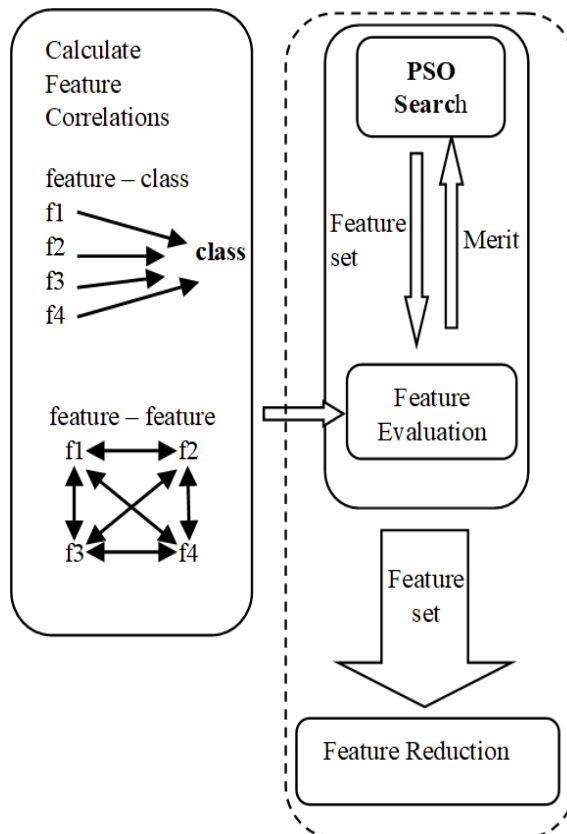 Calculate
Feature
Correlations
feature – class
f1
f2
class
f3
f4
feature – feature
f1 f2
f3 f4
PSO
Search
Feature
set
Merit
Feature
Evaluation
Feature
set
Feature Reduction